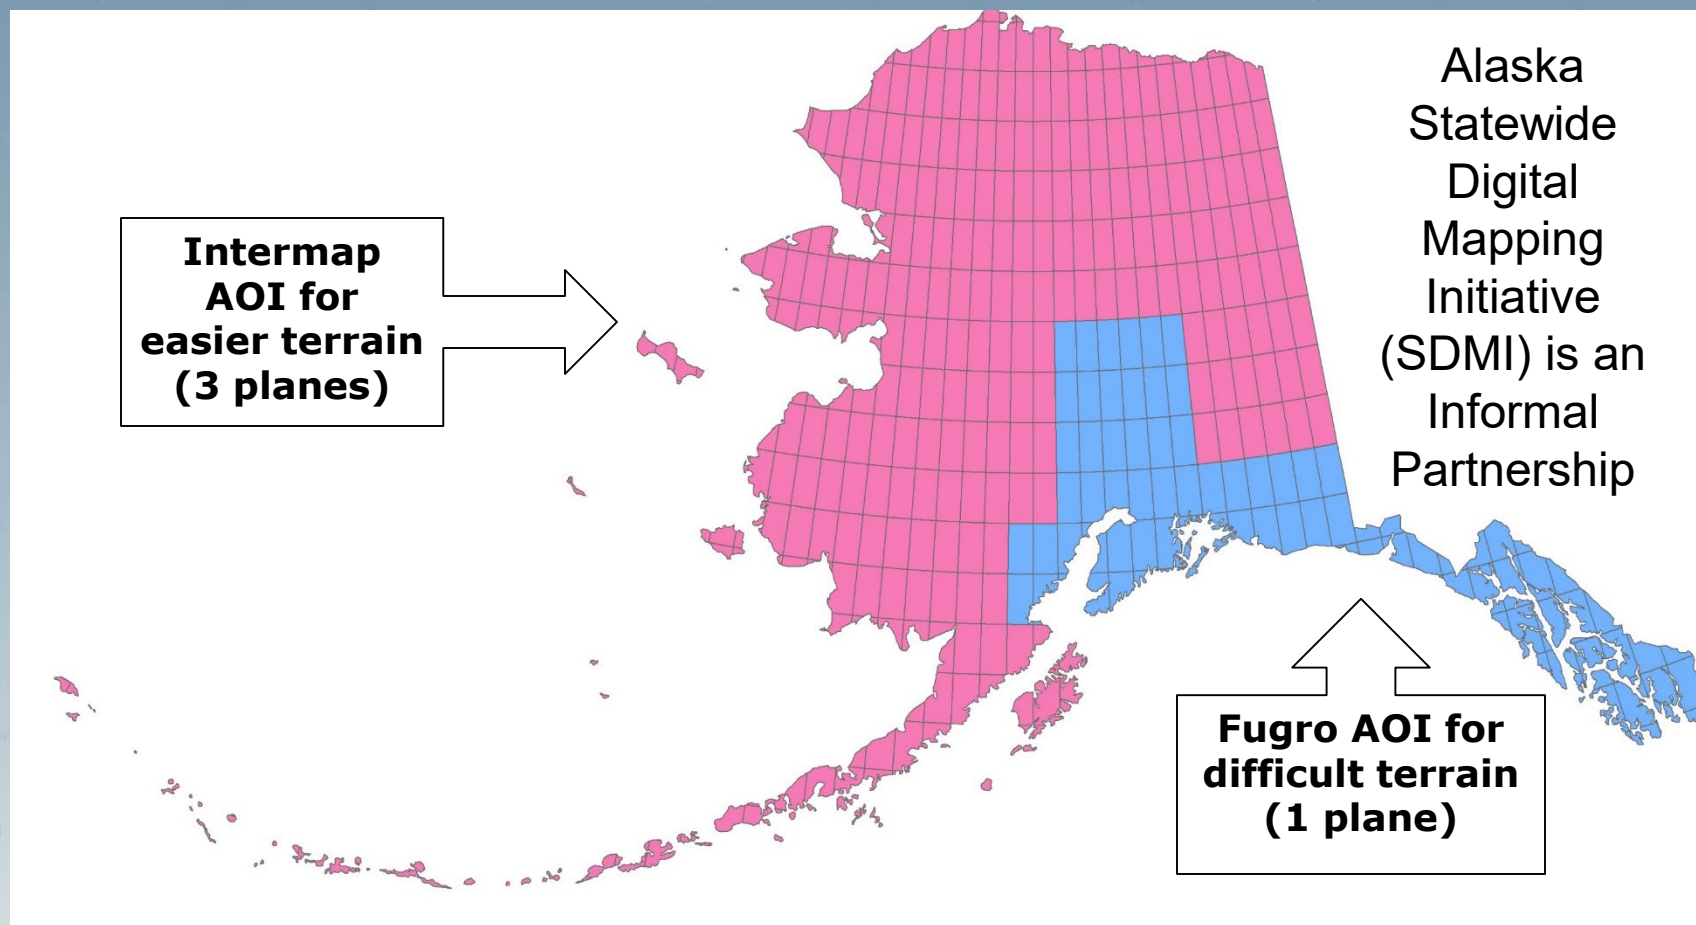 Alaska
Statewide
Digital
Mapping
Initiative
(SDMI) is an
Informal
Partnership
Intermap
AOI for
easier terrain
(3 planes)
Fugro AOI for
difficult terrain
(1 plane)